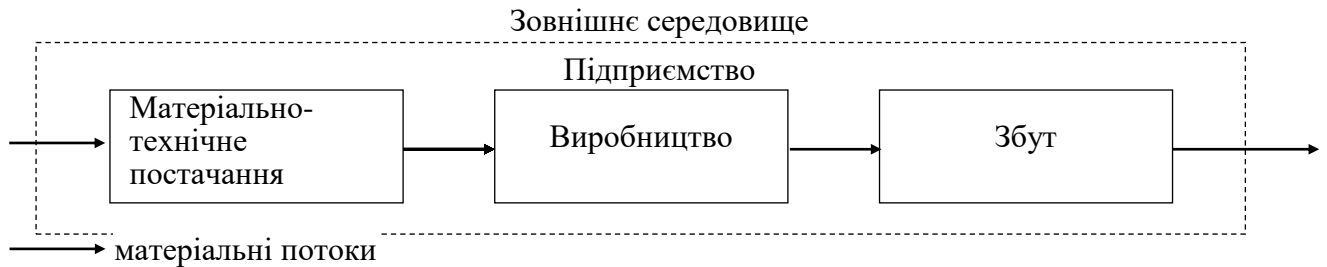 Зовнішнє середовище
Підприємство
Матеріально-
технічне
постачання
Виробництво
Збут
матеріальні потоки